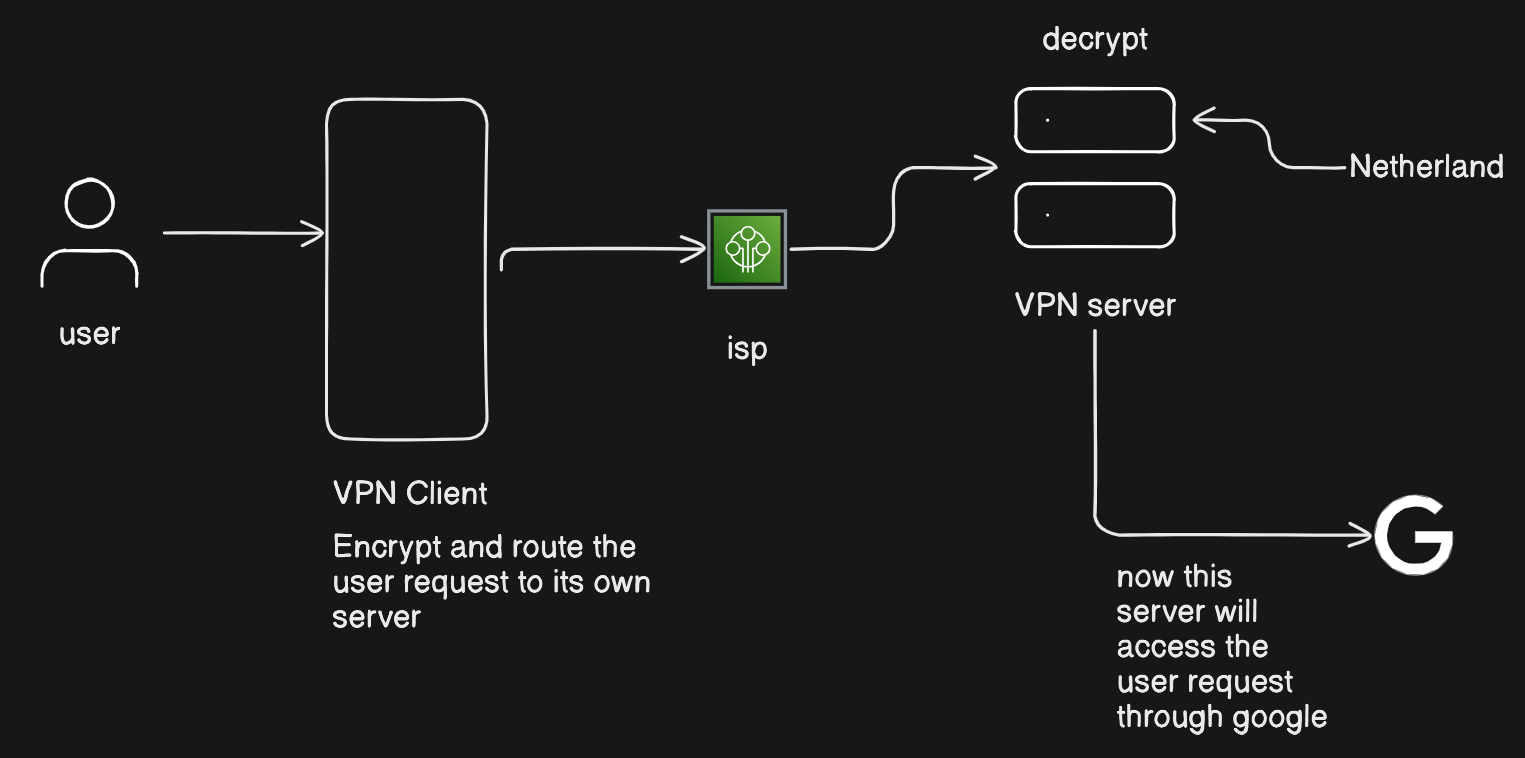 decrypt
Netherland
user
isp
VPN server
VPN Client
Encrypt and route the
user request to its own
server
now this
server will
access the
user request
through google